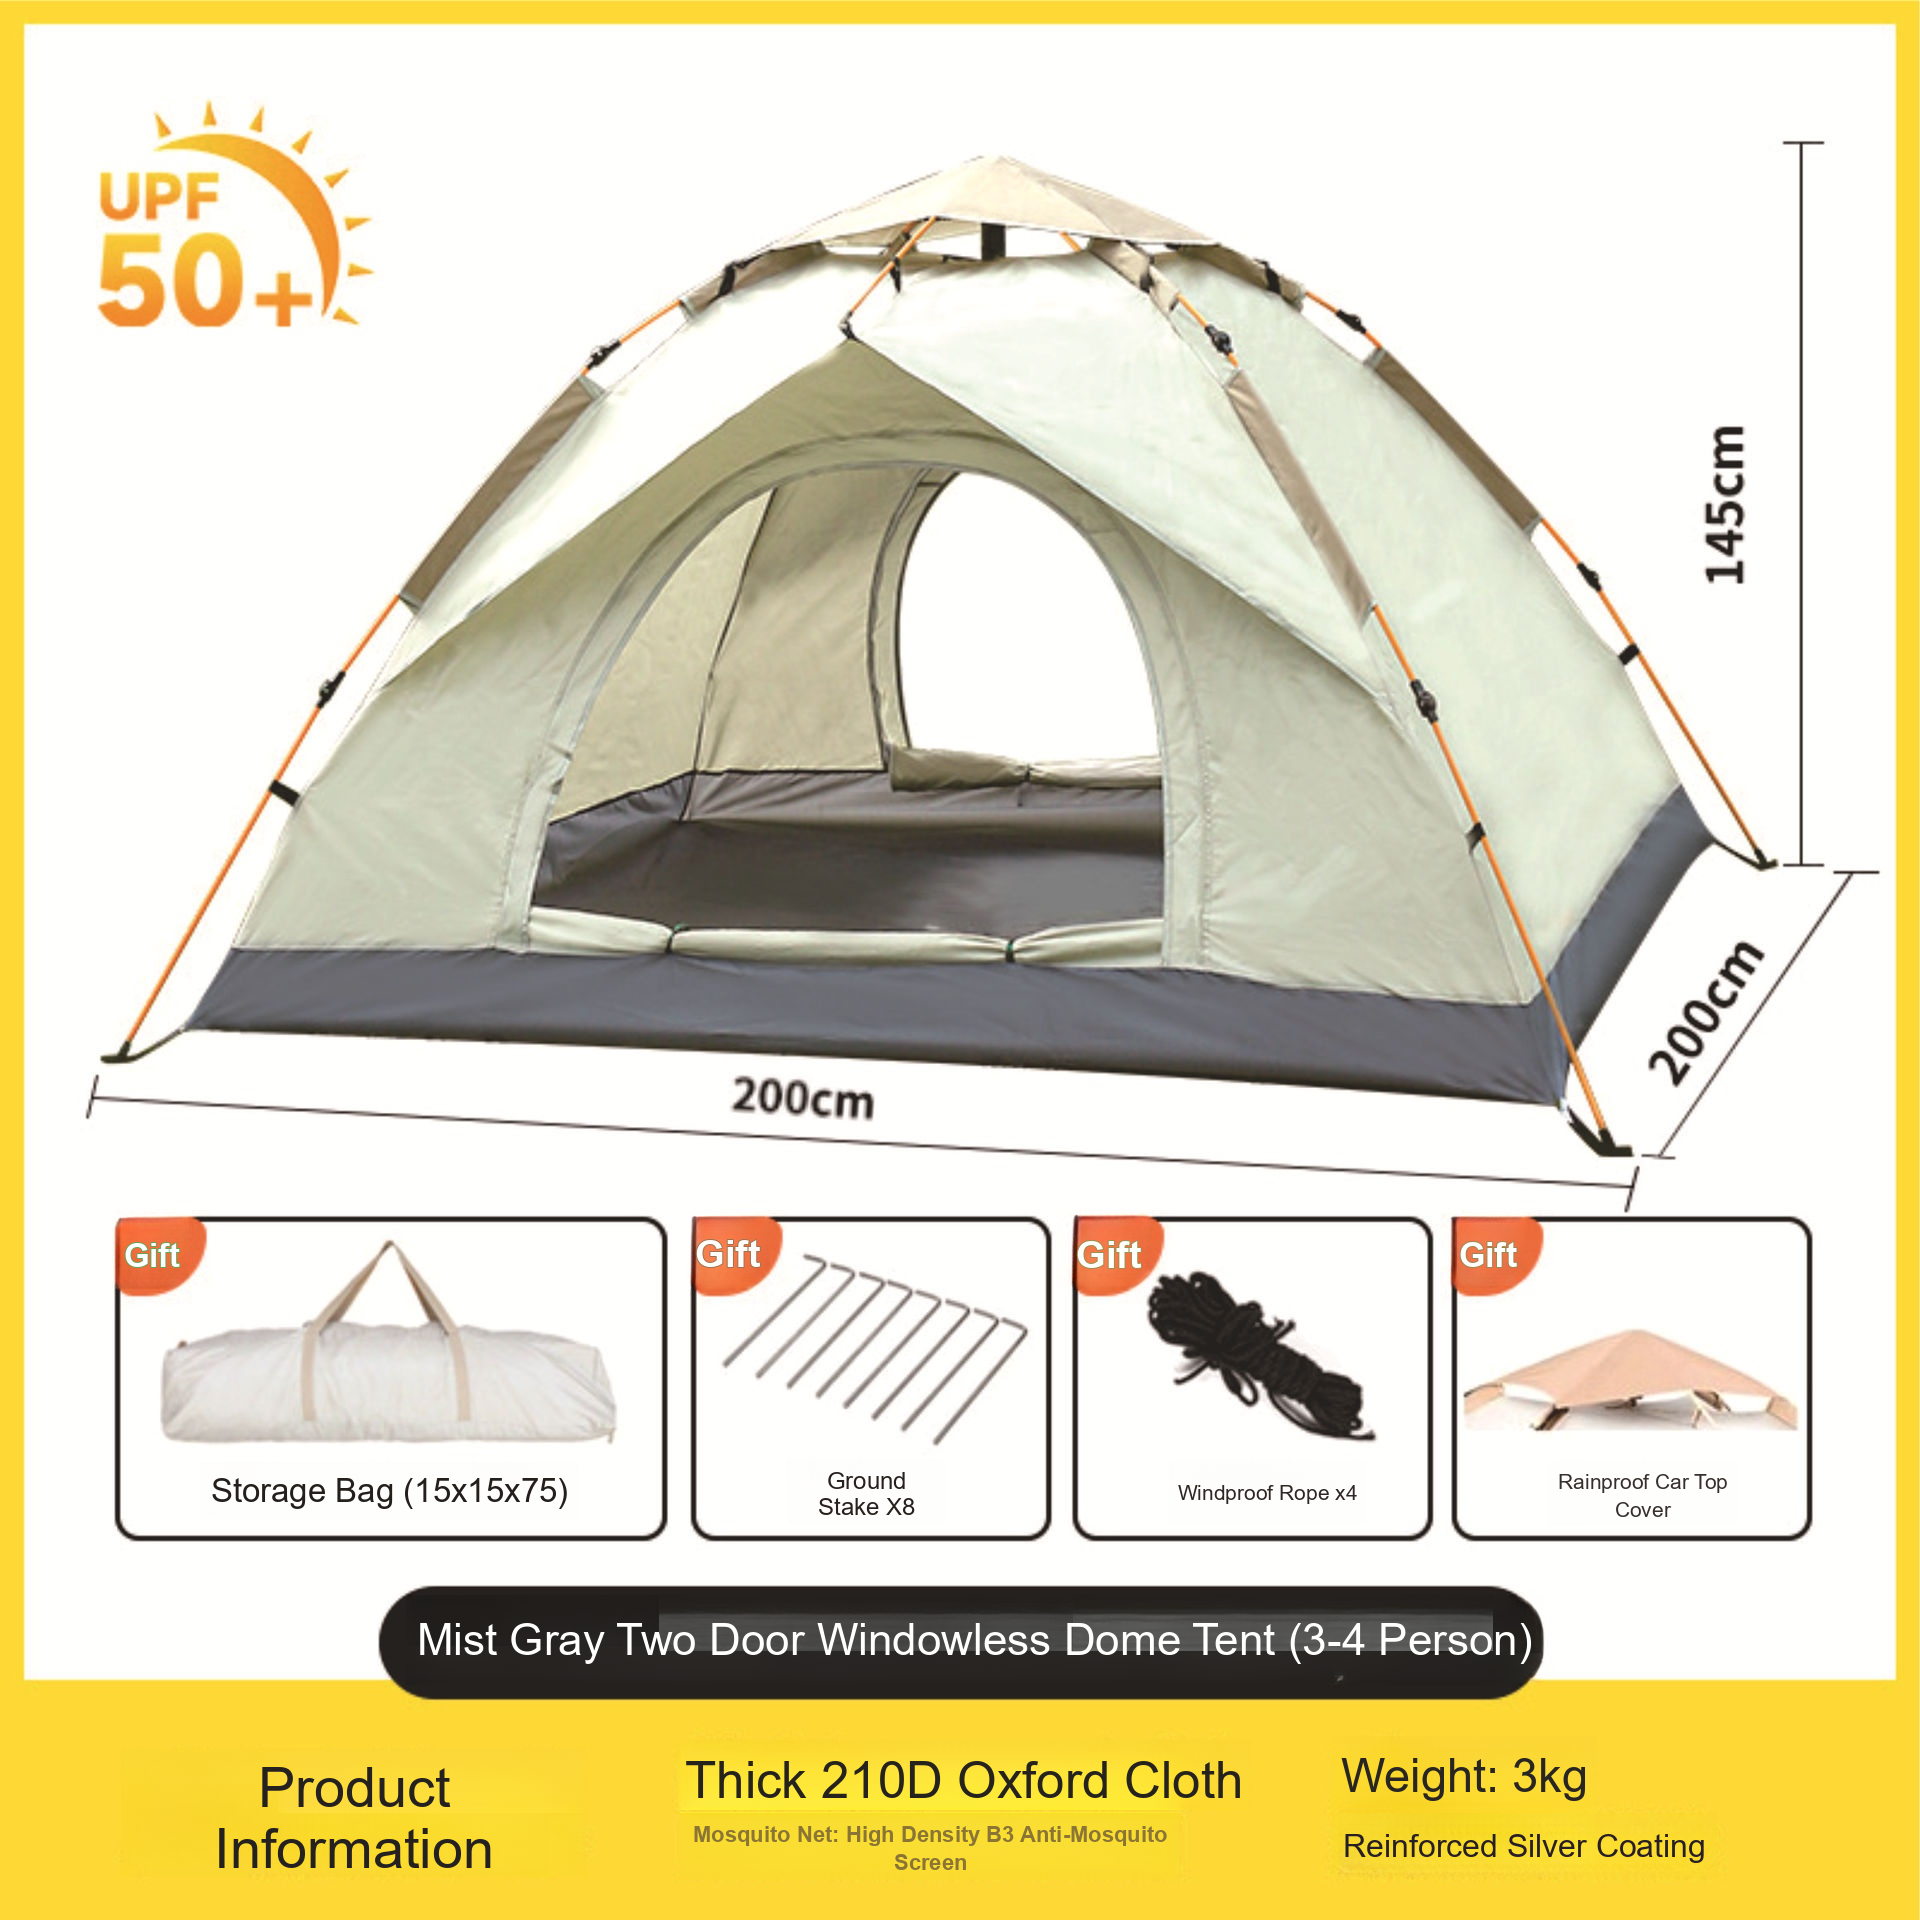 UPF
50+
145cm
200cm
200cm
Gift
Gift
Gift
Gift
Storage Bag (15x15x75)
Ground
Stake X8
Windproof Rope x4
Rainproof Car Top
Cover
Mist Gray Two Door Windowless Dome Tent (3-4 Person)
Product
Information
Thick 210D Oxford Cloth
Mosquito Net: High Density B3 Anti-Mosquito
Screen
Weight: 3kg
Reinforced Silver Coating